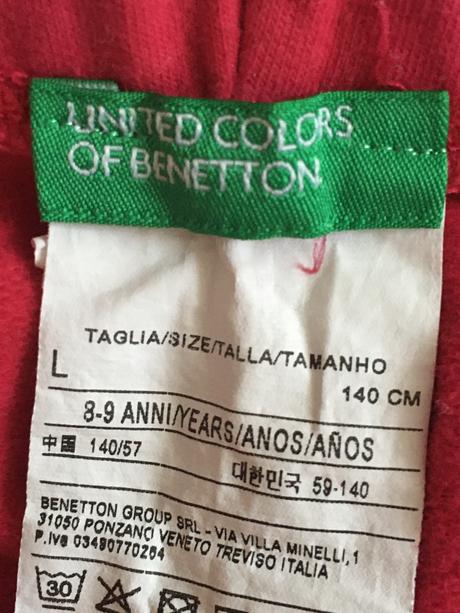 UNITED COLORS
OF BENETTON
TAGLIA/SIZE/TALLA/TAMANHO
L
140 CM
8-9 ANNI/YEARS/ANOS/AÑOS
中国 140/57
대한민국 59-140
BENETTON GROUP SRL - VIA VILLA MINELLI,1
31050 PONZANO VENETO TREVISO ITALIA
P.IVA 03490770264
30